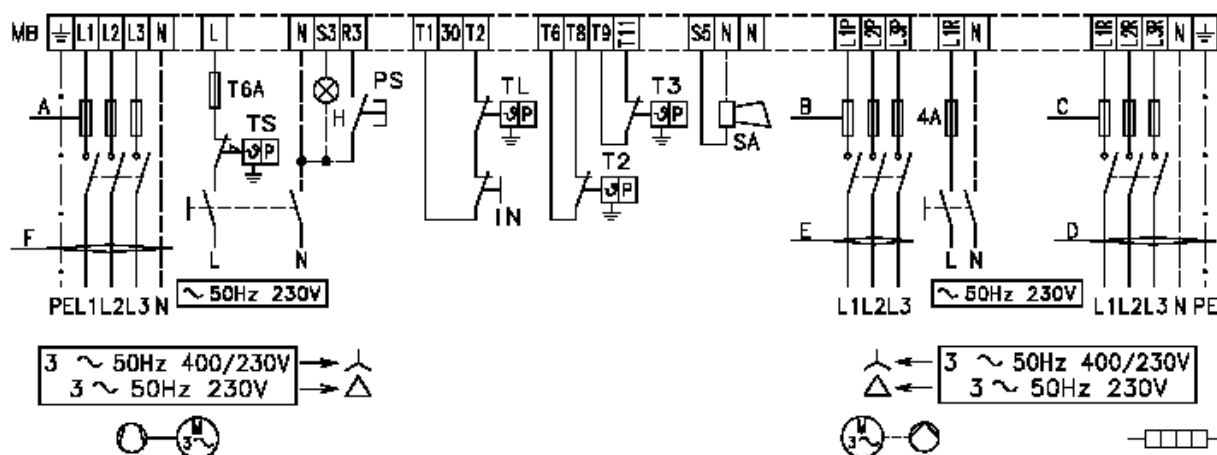 MB L1 L2 L3 N L N S3 R3 T1 30 T2 T6 T8 T9 T11 S5 N N L1P L2P L3P L1R N L1R L2R L3R N
A T6A H PS TL T3 B 4A C
TS ϑ P ϑ P ϑ P SA
T2
ϑ P
IN
F L N E L N D
PE L1 L2 L3 N ~ 50Hz 230V L1 L2 L3 ~ 50Hz 230V L1 L2 L3 N PE
3 ~ 50Hz 400/230V 3 ~ 50Hz 400/230V
3 ~ 50Hz 230V 3 ~ 50Hz 230V
M M
3~ 3~